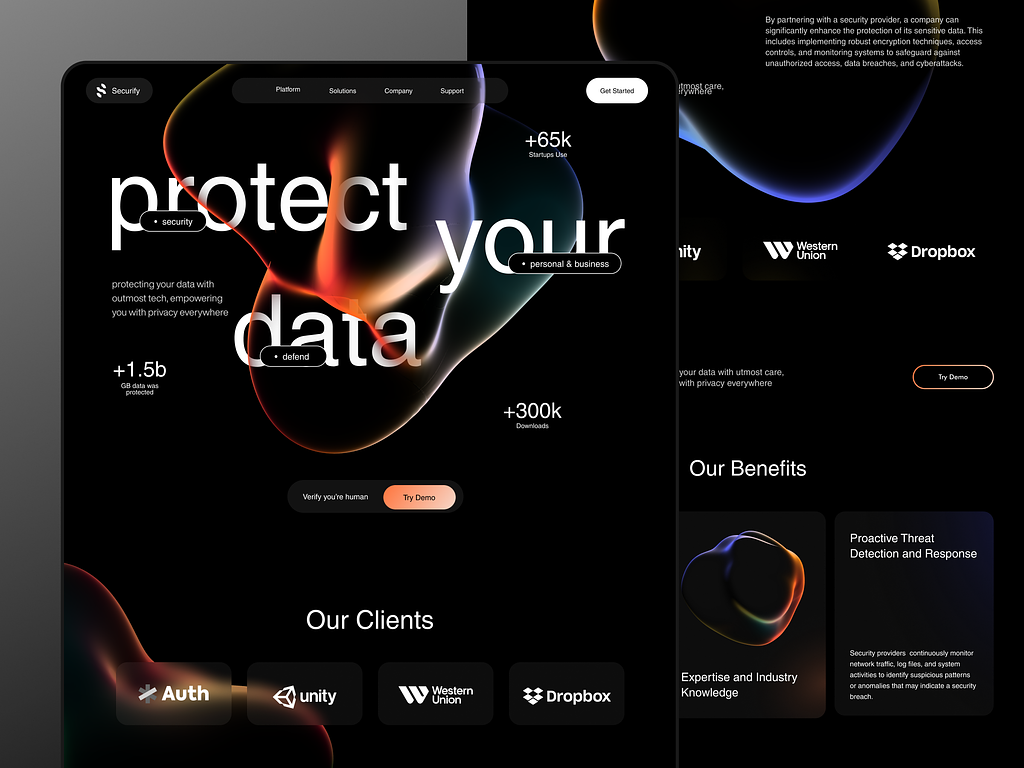 Securify
Platform
Solutions
Company
Support
Get Started
+65k
Startups Use
protect
security
your
personal & business
protecting your data with
outmost tech, empowering
you with privacy everywhere
data
defend
+1.5b
GB data was
protected
+300k
Downloads
Verify you're human
Try Demo
Our Clients
Auth
unity
Western
Union
Dropbox
By partnering with a security provider, a company can
significantly enhance the protection of its sensitive data. This
includes implementing robust encryption techniques, access
controls, and monitoring systems to safeguard against
unauthorized access, data breaches, and cyberattacks.
utmost care,
erywhere
nity
Western
Union
Dropbox
your data with utmost care,
with privacy everywhere
Try Demo
Our Benefits
Expertise and Industry
Knowledge
Proactive Threat
Detection and Response
Security providers continuously monitor
network traffic, log files, and system
activities to identify suspicious patterns
or anomalies that may indicate a security
breach.